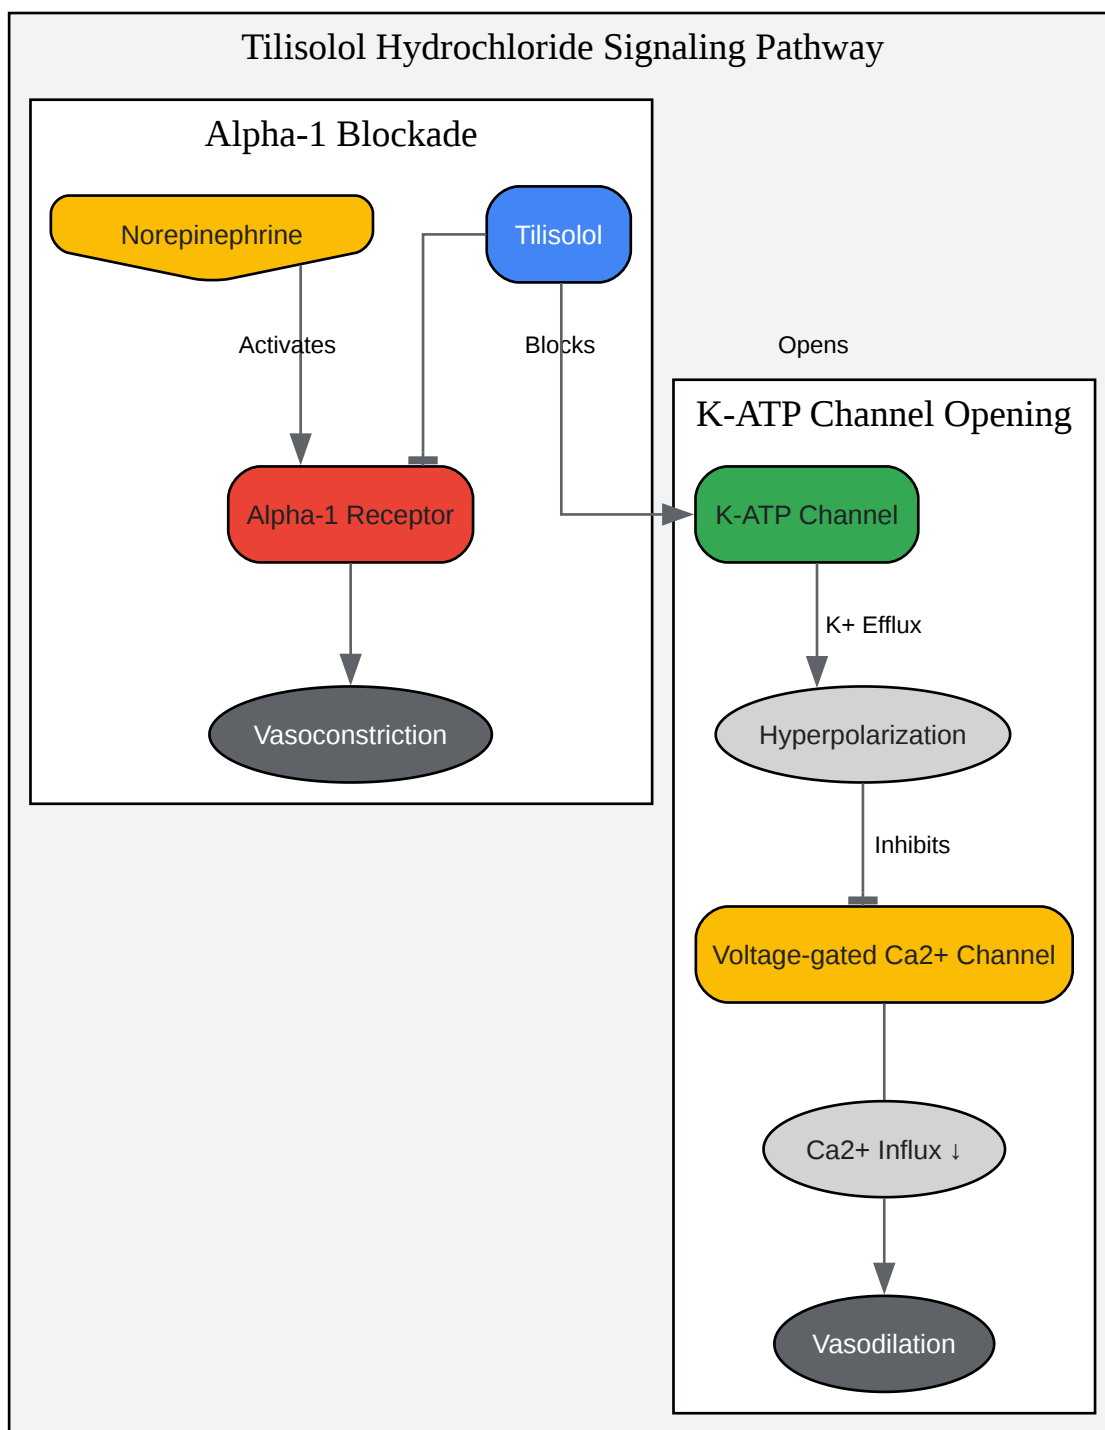 Tilisolol Hydrochloride Signaling Pathway
Alpha-1 Blockade
Norepinephrine
Tilisolol
Activates
Blocks
Opens
K-ATP Channel Opening
Alpha-1 Receptor
K-ATP Channel
K+ Efflux
Vasoconstriction
Hyperpolarization
Inhibits
Voltage-gated Ca2+ Channel
Ca2+ Influx ↓
Vasodilation